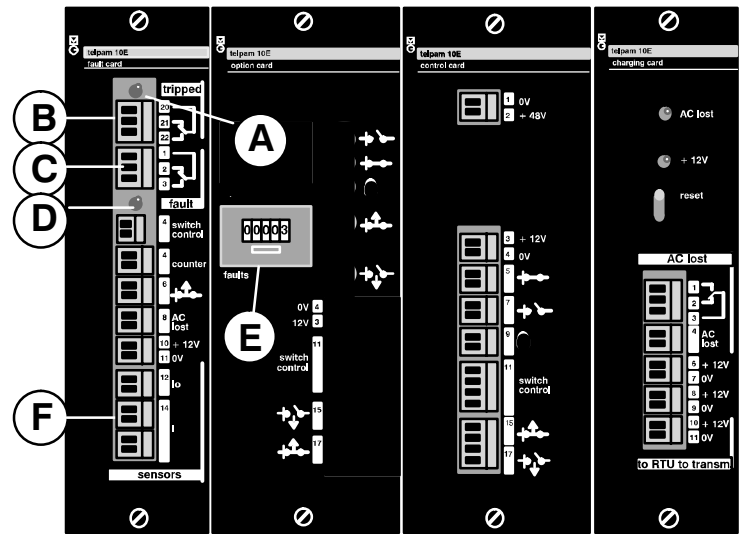 telpam 10E
fault card
tripped
20
21
22
1
2
3
fault
4
switch
control
4
counter
6
8
AC
lost
10 + 12V
11 0V
12
Io
14
I
sensors
A
B
C
D
F
telpam 10E
option card
00003
faults
E
0V 4
12V 3
11
switch
control
15
17
telpam 10E
control card
1 0V
2 + 48V
3 + 12V
4 0V
5
7
9
11
switch
control
15
17
telpam 10E
charging card
AC lost
+ 12V
reset
AC lost
1
2
3
4
AC
lost
6 + 12V
7 0V
8 + 12V
9 0V
10 + 12V
11 0V
to RTU to transm